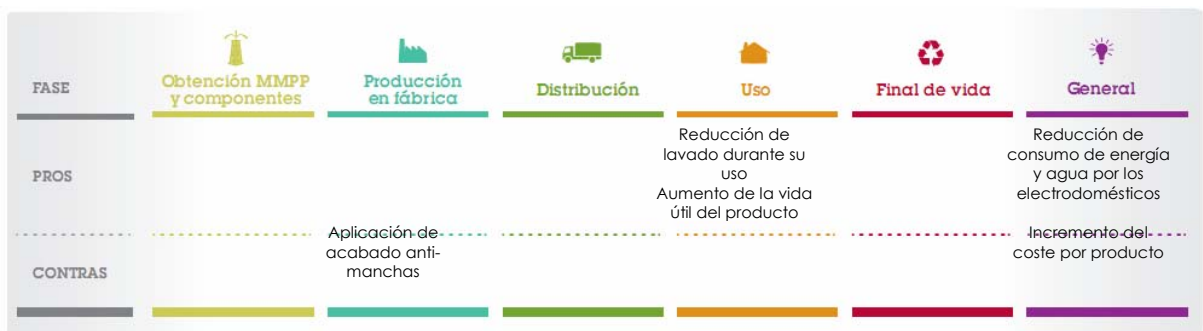 FASE
Obtención MMPP
y componentes
Producción
en fábrica
Distribución
Uso
Final de vida
General
PROS
Reducción de
lavado durante su
uso
Aumento de la vida
útil del producto
Reducción de
consumo de energía
y agua por los
electrodomésticos
CONTRAS
Aplicación de
acabado anti-
manchas
Incremento del
coste por producto